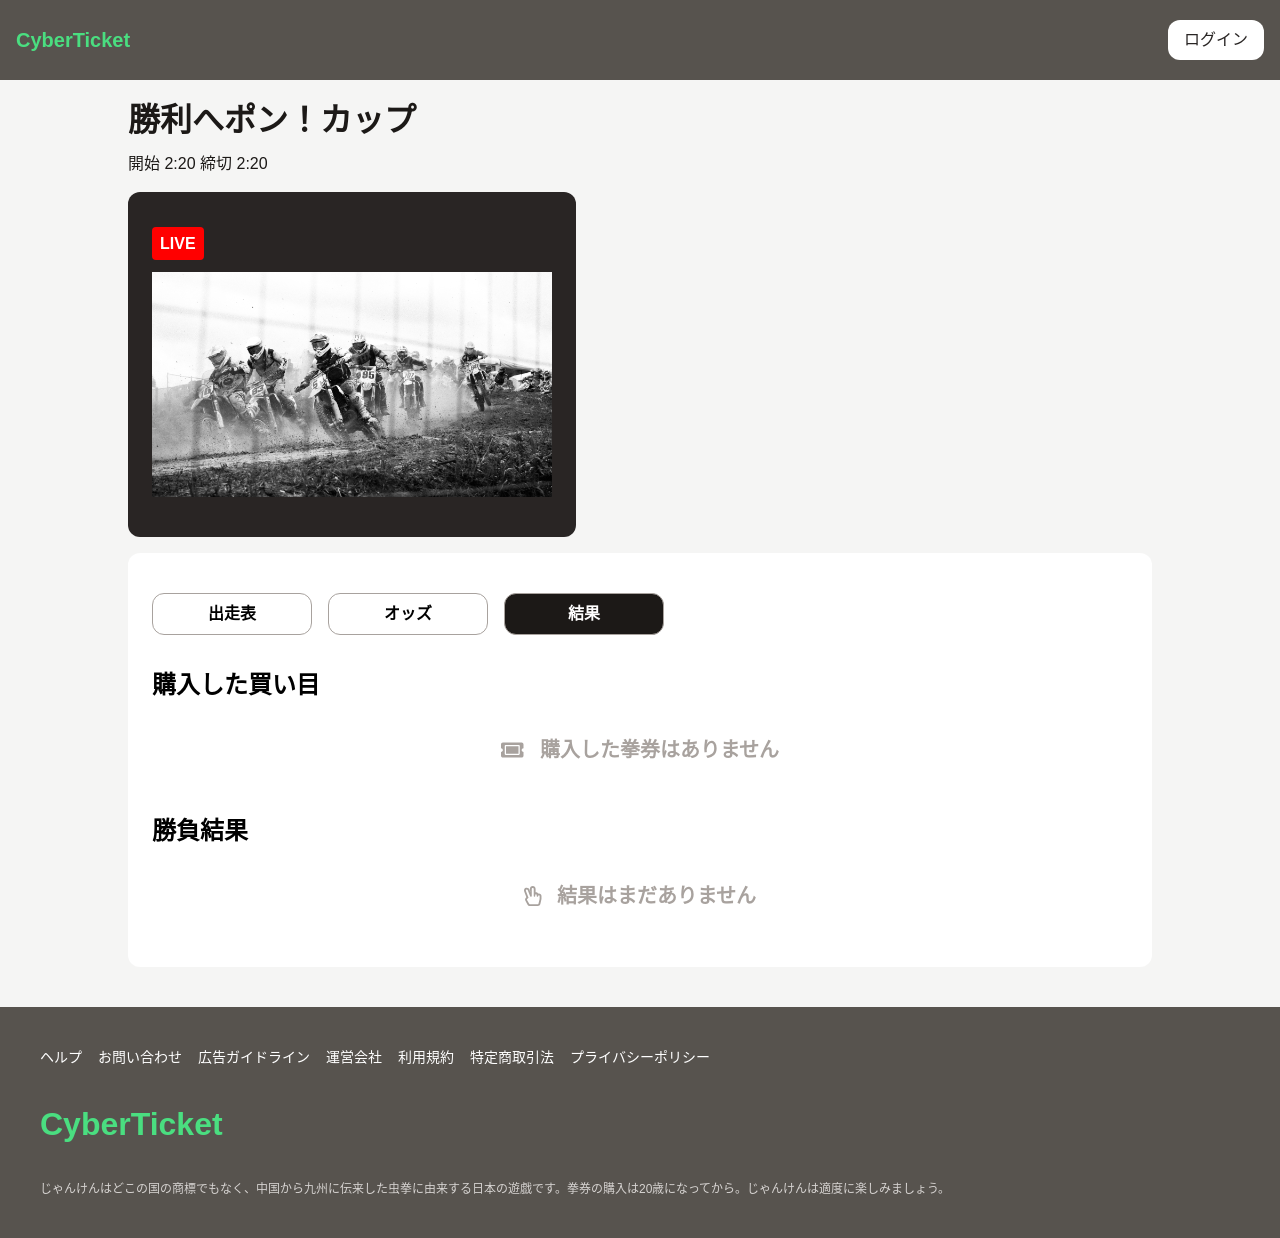 CyberTicket
ログイン
勝利へポン！カップ
開始 2:20 締切 2:20
LIVE
出走表
オッズ
結果
購入した買い目
購入した拳券はありません
勝負結果
結果はまだありません
ヘルプ
お問い合わせ
広告ガイドライン
運営会社
利用規約
特定商取引法
プライバシーポリシー
CyberTicket
じゃんけんはどこの国の商標でもなく、中国から九州に伝来した虫拳に由来する日本の遊戯です。拳券の購入は20歳になってから。じゃんけんは適度に楽しみましょう。